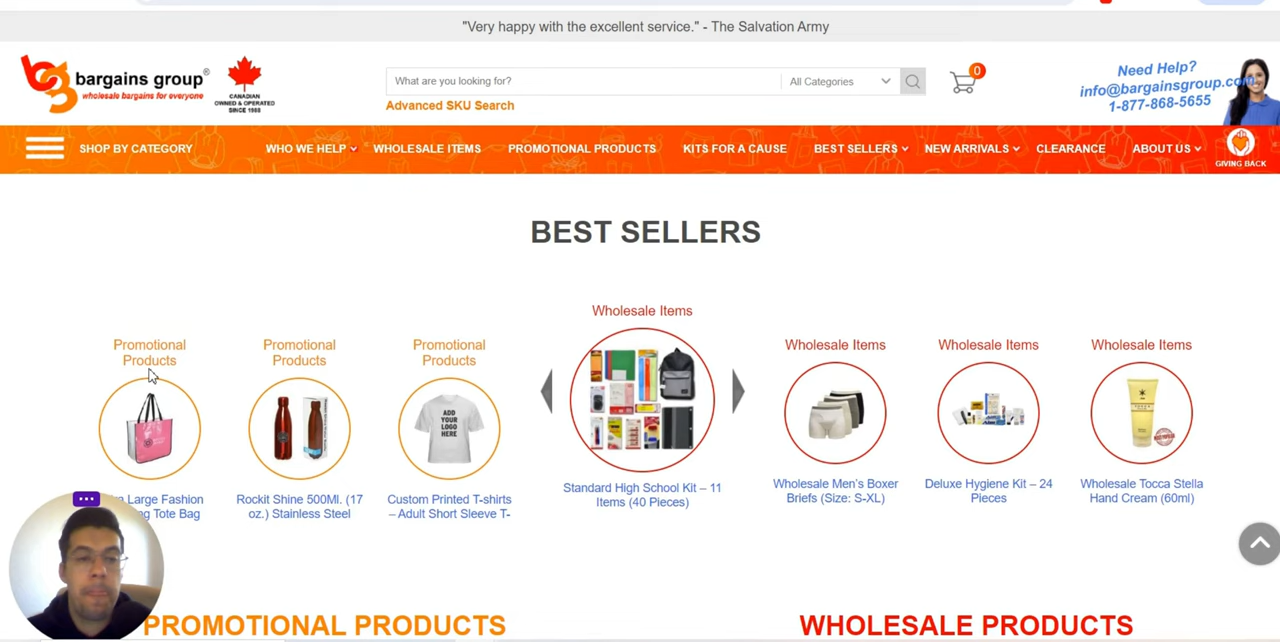 "Very happy with the excellent service." - The Salvation Army
bargains group®
wholesale bargains for everyone
CANADIAN
OWNED & OPERATED
SINCE 1988
What are you looking for?
All Categories
Advanced SKU Search
0
Need Help?
info@bargainsgroup.com
1-877-868-5655
SHOP BY CATEGORY
WHO WE HELP
WHOLESALE ITEMS
PROMOTIONAL PRODUCTS
KITS FOR A CAUSE
BEST SELLERS
NEW ARRIVALS
CLEARANCE
ABOUT US
GIVING BACK
BEST SELLERS
Promotional
Products
Large Fashion
Tote Bag
Promotional
Products
Rockit Shine 500Ml. (17
oz.) Stainless Steel
Promotional
Products
ADD
YOUR
LOGO
HERE
Custom Printed T-shirts
– Adult Short Sleeve T-
Wholesale Items
Standard High School Kit – 11
Items (40 Pieces)
Wholesale Items
Wholesale Men's Boxer
Briefs (Size: S-XL)
Wholesale Items
Deluxe Hygiene Kit – 24
Pieces
Wholesale Items
Wholesale Tocca Stella
Hand Cream (60ml)
PROMOTIONAL PRODUCTS
WHOLESALE PRODUCTS